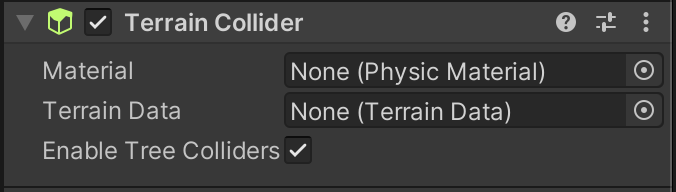 Terrain Collider
Material None (Physic Material)
Terrain Data None (Terrain Data)
Enable Tree Colliders